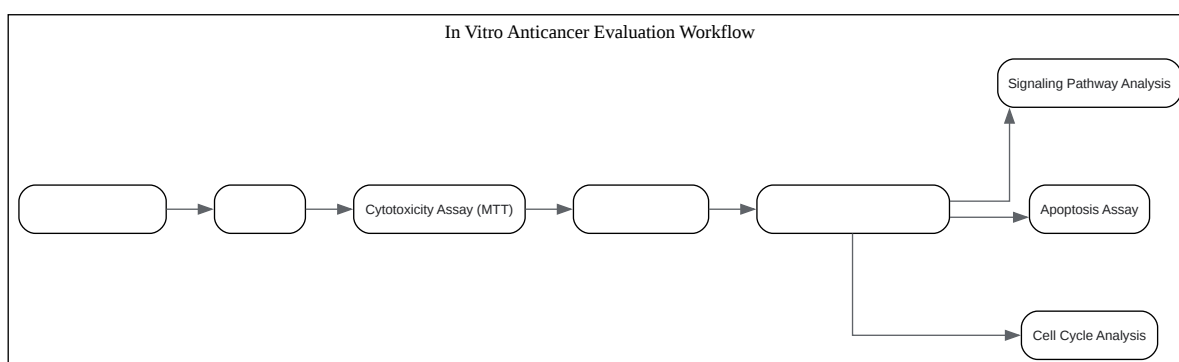 In Vitro Anticancer Evaluation Workflow
Signaling Pathway Analysis
Cytotoxicity Assay (MTT)
Apoptosis Assay
Cell Cycle Analysis